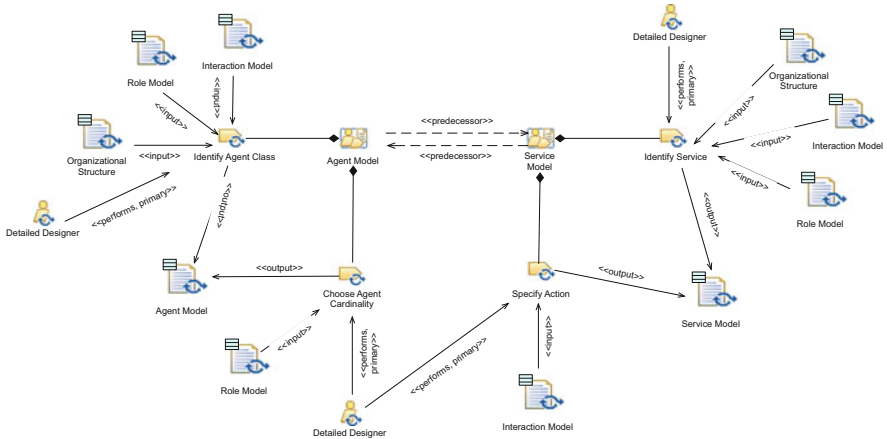 Detailed Designer
Interaction Model
Role Model
<<input>>
<<input>>
<<performs,
primary>>
Organizational
Structure
<<input>>
<<predecessor>>
<<input>>
Organizational
Structure
<<input>>
Identify Agent Class
Agent Model
<<predecessor>>
Service
Model
Identify Service
<<input>>
Interaction Model
<<input>>
Role Model
<<performs, primary>>
Detailed Designer
<<output>>
<<output>>
<<output>>
Choose Agent
Cardinality
Specify Action
<<output>>
Agent Model
Service Model
<<input>>
Role Model
<<performs,
primary>>
<<performs, primary>>
<<input>>
Detailed Designer
Interaction Model